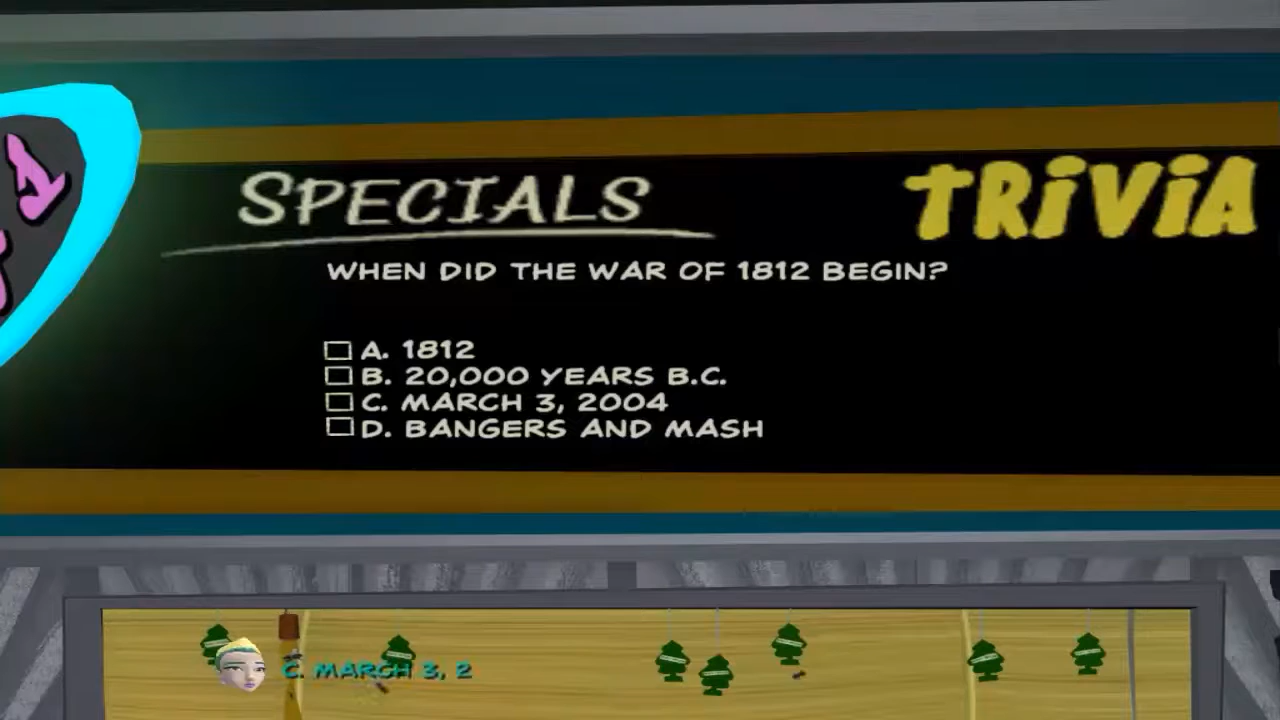 SPECIALS
TRIVIA
WHEN DID THE WAR OF 1812 BEGIN?
A. 1812
B. 20,000 YEARS B.C.
C. MARCH 3, 2004
D. BANGERS AND MASH
C. MARCH 3, 2